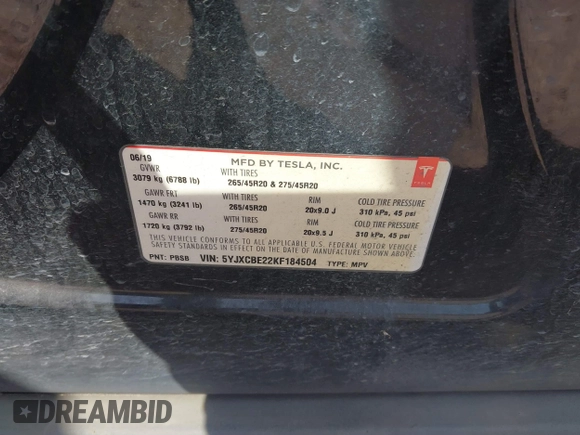 06/19 MFD BY TESLA, INC.
GVWR WITH TIRES
3079 kg (6788 lb) 265/45R20 & 275/45R20
GAWR FRT WITH TIRES RIM COLD TIRE PRESSURE
1470 kg (3241 lb) 265/45R20 20x9.0 J 310 kPa, 45 psi
GAWR RR WITH TIRES RIM COLD TIRE PRESSURE
1720 kg (3792 lb) 275/45R20 20x9.5 J 310 kPa, 45 psi
THIS VEHICLE CONFORMS TO ALL APPLICABLE U.S. FEDERAL MOTOR VEHICLE
SAFETY STANDARDS IN EFFECT ON THE DATE OF MANUFACTURE SHOWN ABOVE.
PNT: PBSB VIN: 5YJXCBE22KF184504 TYPE: MPV
TESLA
DREAMBID